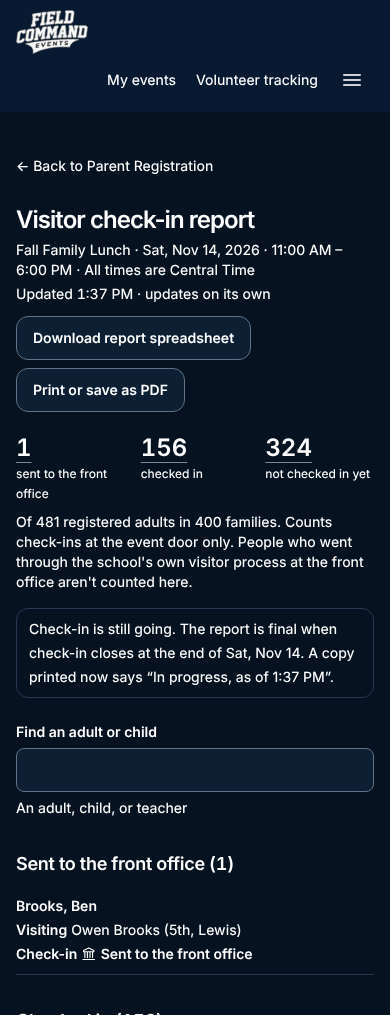 FIELD
COMMAND
EVENTS
My events
Volunteer tracking
← Back to Parent Registration
Visitor check-in report
Fall Family Lunch · Sat, Nov 14, 2026 · 11:00 AM –
6:00 PM · All times are Central Time
Updated 1:37 PM · updates on its own
Download report spreadsheet
Print or save as PDF
1
sent to the front
office
156
checked in
324
not checked in yet
Of 481 registered adults in 400 families. Counts
check-ins at the event door only. People who went
through the school's own visitor process at the front
office aren't counted here.
Check-in is still going. The report is final when
check-in closes at the end of Sat, Nov 14. A copy
printed now says “In progress, as of 1:37 PM”.
Find an adult or child
An adult, child, or teacher
Sent to the front office (1)
Brooks, Ben
Visiting Owen Brooks (5th, Lewis)
Check-in 🏛 Sent to the front office